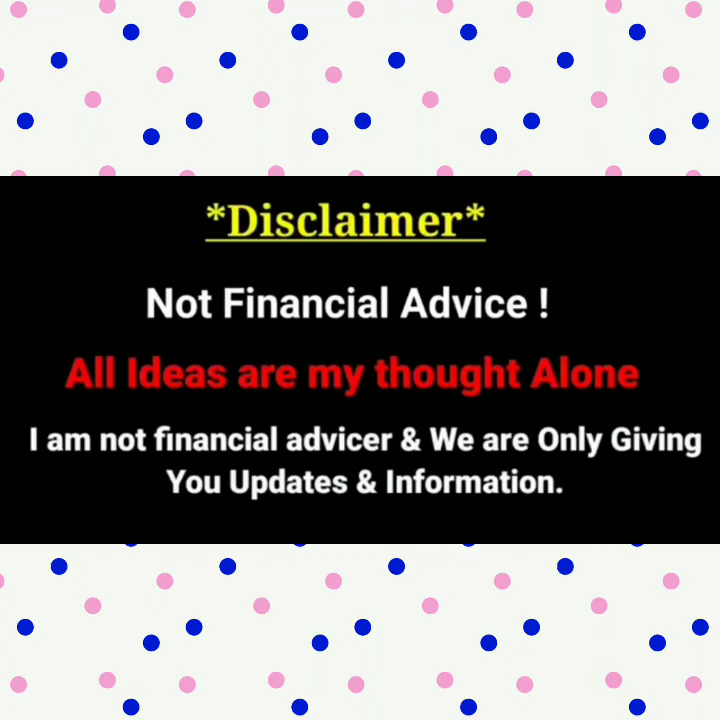 *Disclaimer*
Not Financial Advice !
All Ideas are my thought Alone
I am not financial advicer & We are Only Giving
You Updates & Information.